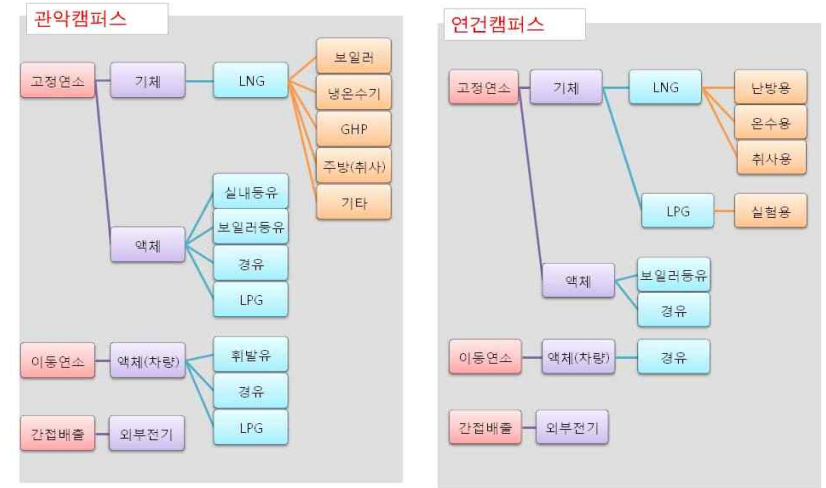 관악캠퍼스
고정연소
기체
LNG
보일러
냉온수기
GHP
주방(취사)
기타
액체
실내등유
보일러등유
경유
LPG
이동연소
액체(차량)
휘발유
경유
LPG
간접배출
외부전기
연건캠퍼스
고정연소
기체
LNG
난방용
온수용
취사용
LPG
실험용
액체
보일러등유
경유
이동연소
액체(차량)
경유
간접배출
외부전기